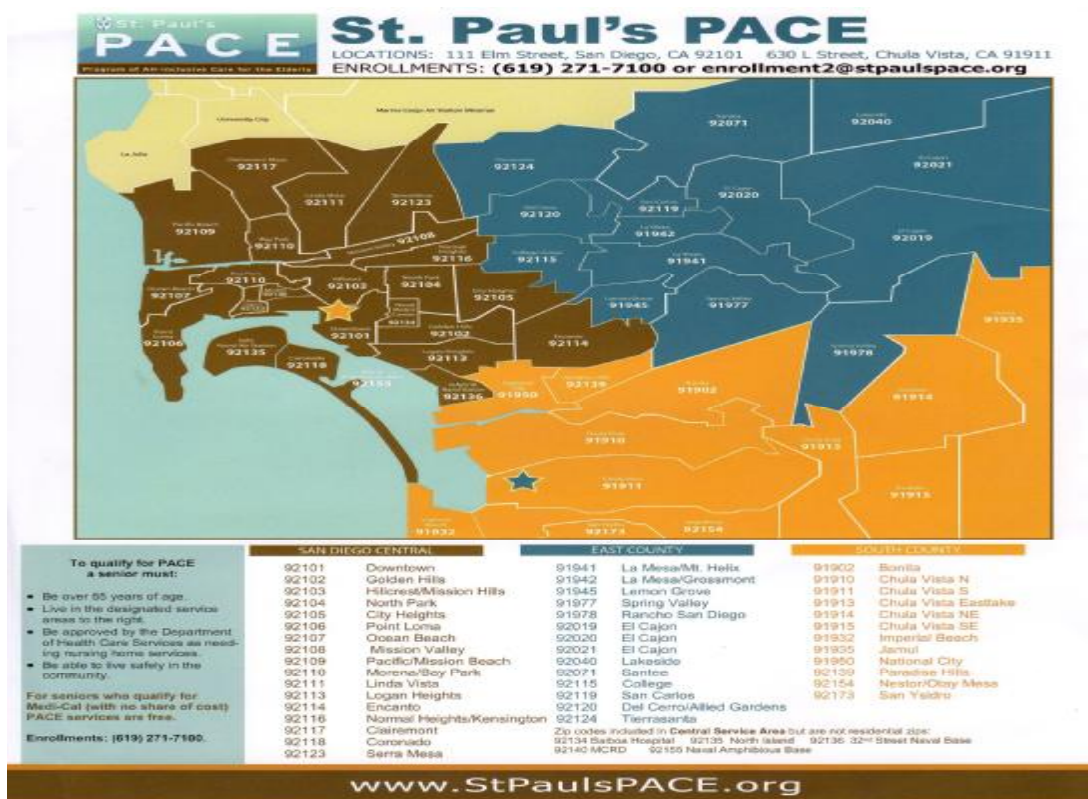 St. Paul's
PACE
Program of All-inclusive Care for the Elderly
St. Paul's PACE
LOCATIONS: 111 Elm Street, San Diego, CA 92101 630 L Street, Chula Vista, CA 91911
ENROLLMENTS: (619) 271-7100 or enrollment2@stpaulspace.org
University City
La Jolla
92117
92111
92123
92124
92071
92040
92021
92020
92119
92120
91942
92019
92109
Pacific Beach
92110
92108
92116
92115
91941
92107
92110
92103
92104
92105
91945
91977
91935
92106
92101
92102
92114
92135
92118
92113
92136
91950
92139
91902
91978
91914
91910
91913
91911
91915
91932
92173
92154
To qualify for PACE
a senior must:
• Be over 55 years of age.
• Live in the designated service
areas to the right.
• Be approved by the Department
of Health Care Services as need-
ing nursing home services.
• Be able to live safely in the
community.
For seniors who qualify for
Medi-Cal (with no share of cost)
PACE services are free.
Enrollments: (619) 271-7100.
SAN DIEGO CENTRAL
92101 Downtown
92102 Golden Hills
92103 Hillcrest/Mission Hills
92104 North Park
92105 City Heights
92106 Point Loma
92107 Ocean Beach
92108 Mission Valley
92109 Pacific/Mission Beach
92110 Morena/Bay Park
92111 Linda Vista
92113 Logan Heights
92114 Encanto
92116 Normal Heights/Kensington
92117 Clairemont
92118 Coronado
92123 Serra Mesa
EAST COUNTY
91941 La Mesa/Mt. Helix
91942 La Mesa/Grossmont
91945 Lemon Grove
91977 Spring Valley
91978 Rancho San Diego
92019 El Cajon
92020 El Cajon
92021 El Cajon
92040 Lakeside
92071 Santee
92115 College
92119 San Carlos
92120 Del Cerro/Allied Gardens
92124 Tierrasanta
SOUTH COUNTY
91902 Bonita
91910 Chula Vista N
91911 Chula Vista S
91913 Chula Vista Eastlake
91914 Chula Vista NE
91915 Chula Vista SE
91932 Imperial Beech
91935 Jamul
91950 National City
92139 Paradise Hills
92154 Nestor/Otay Mesa
92173 San Ysidro
Zip codes included in Central Service Area but are not residential zips:
92134 Balboa Hospital 92135 North Island 92136 32nd Street Naval Base
92140 MCRD 92155 Naval Amphibious Base
www.StPaulsPACE.org